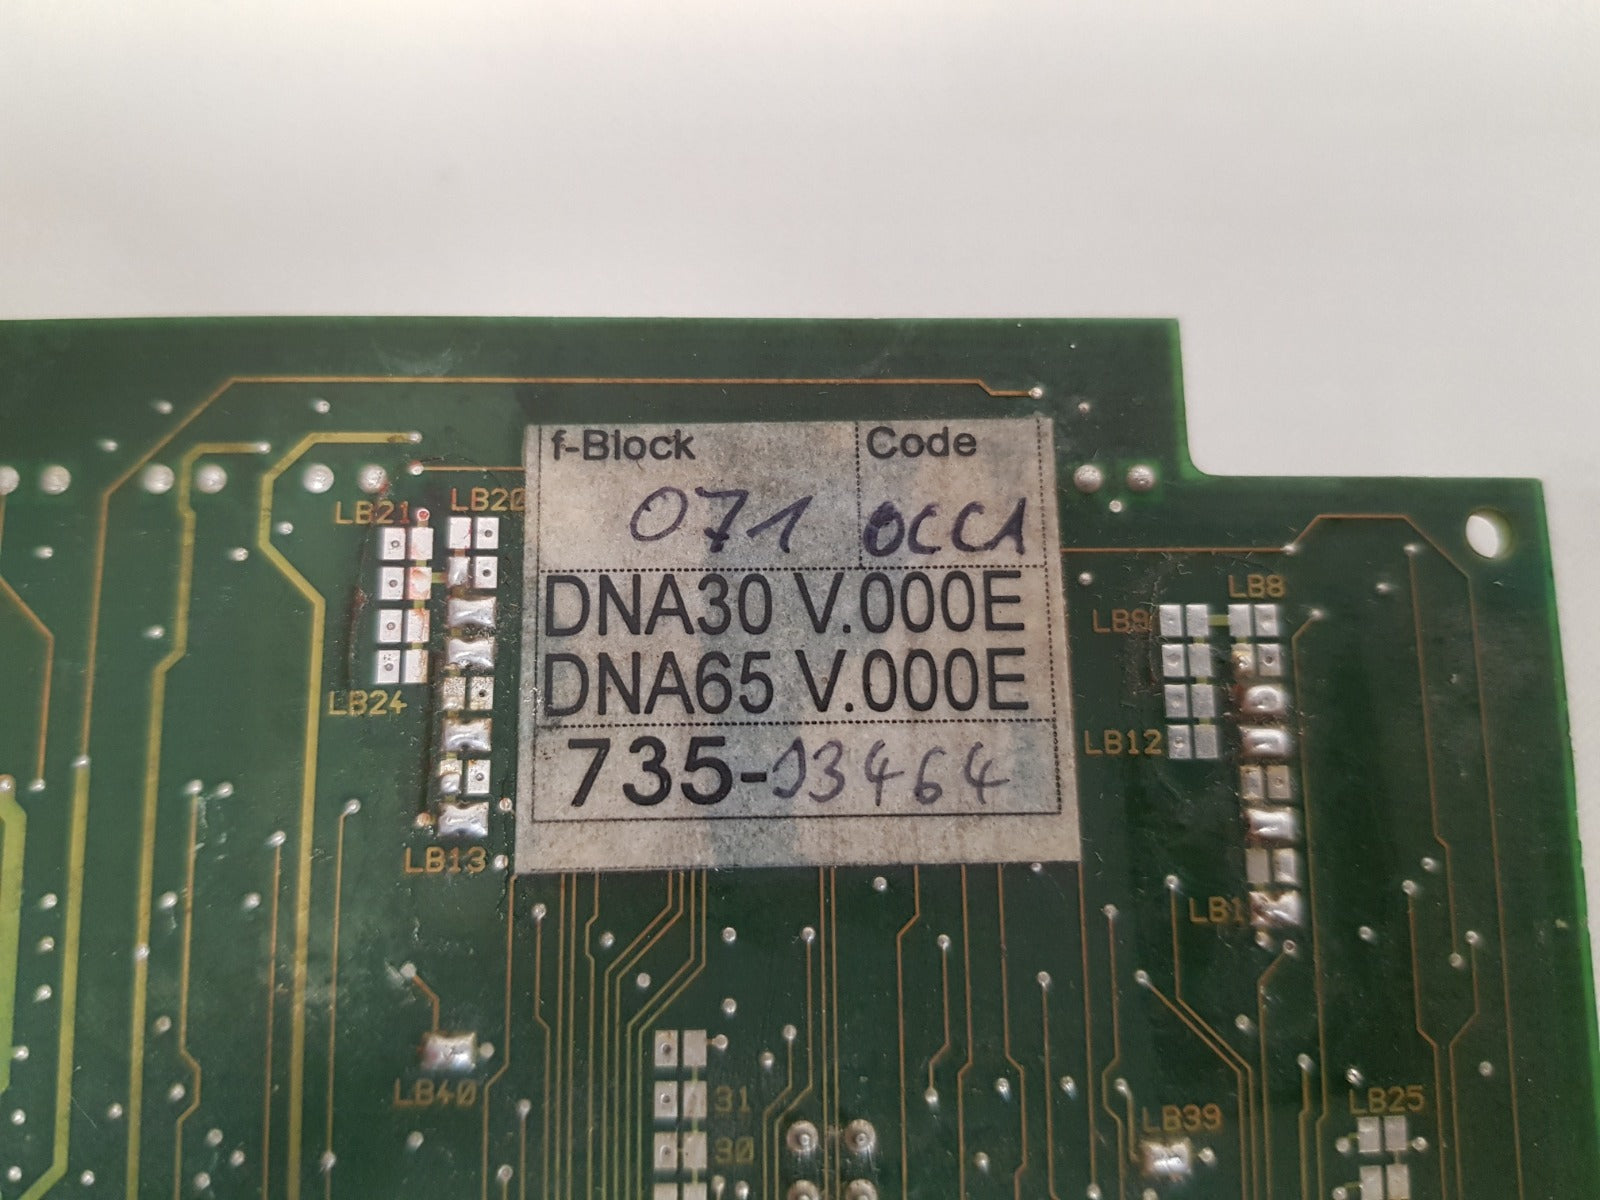 f-Block Code
071 0CC1
DNA30 V.000E
DNA65 V.000E
735-13464
LB21 LB20
LB24
LB13
LB8
LB9
LB12
LB40
31
30
LB39
LB25